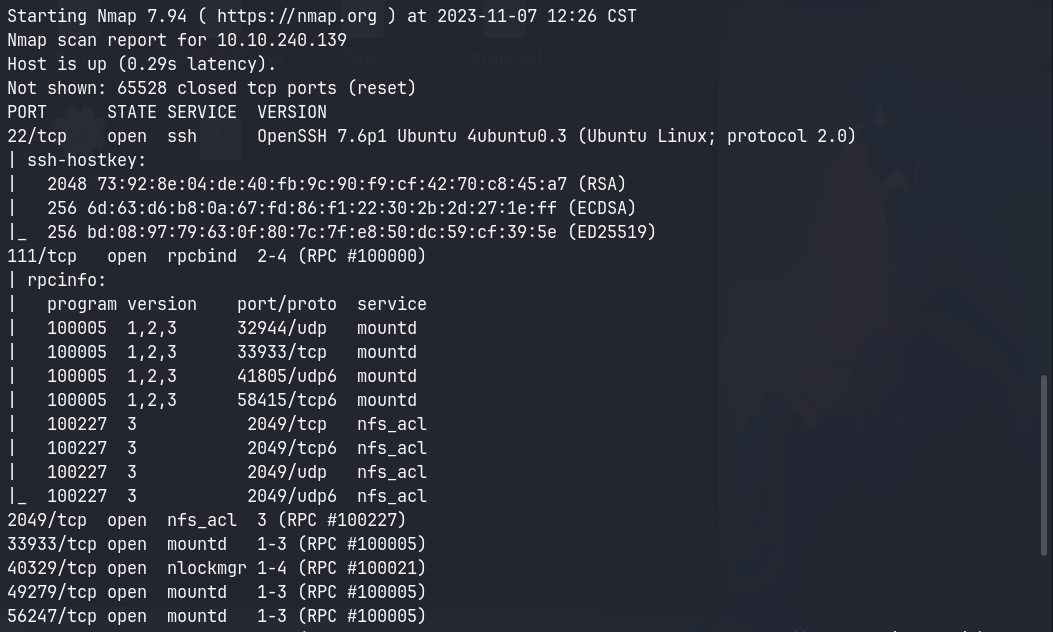 Starting Nmap 7.94 ( https://nmap.org ) at 2023-11-07 12:26 CST
Nmap scan report for 10.10.240.139
Host is up (0.29s latency).
Not shown: 65528 closed tcp ports (reset)
PORT      STATE SERVICE  VERSION
22/tcp    open  ssh      OpenSSH 7.6p1 Ubuntu 4ubuntu0.3 (Ubuntu Linux; protocol 2.0)
| ssh-hostkey:
|   2048 73:92:8e:04:de:40:fb:9c:90:f9:cf:42:70:c8:45:a7 (RSA)
|   256 6d:63:d6:b8:0a:67:fd:86:f1:22:30:2b:2d:27:1e:ff (ECDSA)
|_  256 bd:08:97:79:63:0f:80:7c:7f:e8:50:dc:59:cf:39:5e (ED25519)
111/tcp   open  rpcbind  2-4 (RPC #100000)
| rpcinfo:
|   program version    port/proto  service
|   100005  1,2,3      32944/udp   mountd
|   100005  1,2,3      33933/tcp   mountd
|   100005  1,2,3      41805/udp6  mountd
|   100005  1,2,3      58415/tcp6  mountd
|   100227  3           2049/tcp   nfs_acl
|   100227  3           2049/tcp6  nfs_acl
|   100227  3           2049/udp   nfs_acl
|_  100227  3           2049/udp6  nfs_acl
2049/tcp  open  nfs_acl  3 (RPC #100227)
33933/tcp open  mountd   1-3 (RPC #100005)
40329/tcp open  nlockmgr 1-4 (RPC #100021)
49279/tcp open  mountd   1-3 (RPC #100005)
56247/tcp open  mountd   1-3 (RPC #100005)